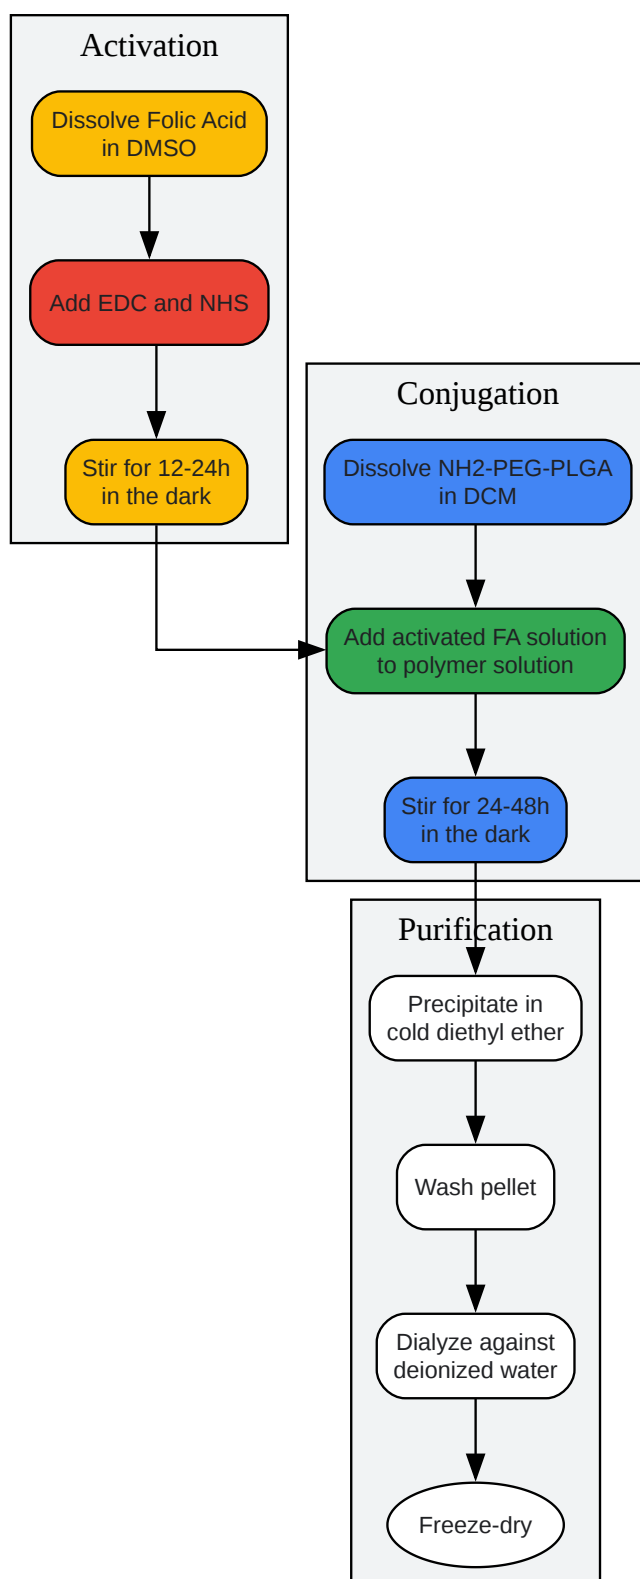 Activation
Dissolve Folic Acid
in DMSO
Add EDC and NHS
Stir for 12-24h
in the dark
Conjugation
Dissolve NH2-PEG-PLGA
in DCM
Add activated FA solution
to polymer solution
Stir for 24-48h
in the dark
Purification
Precipitate in
cold diethyl ether
Wash pellet
Dialyze against
deionized water
Freeze-dry